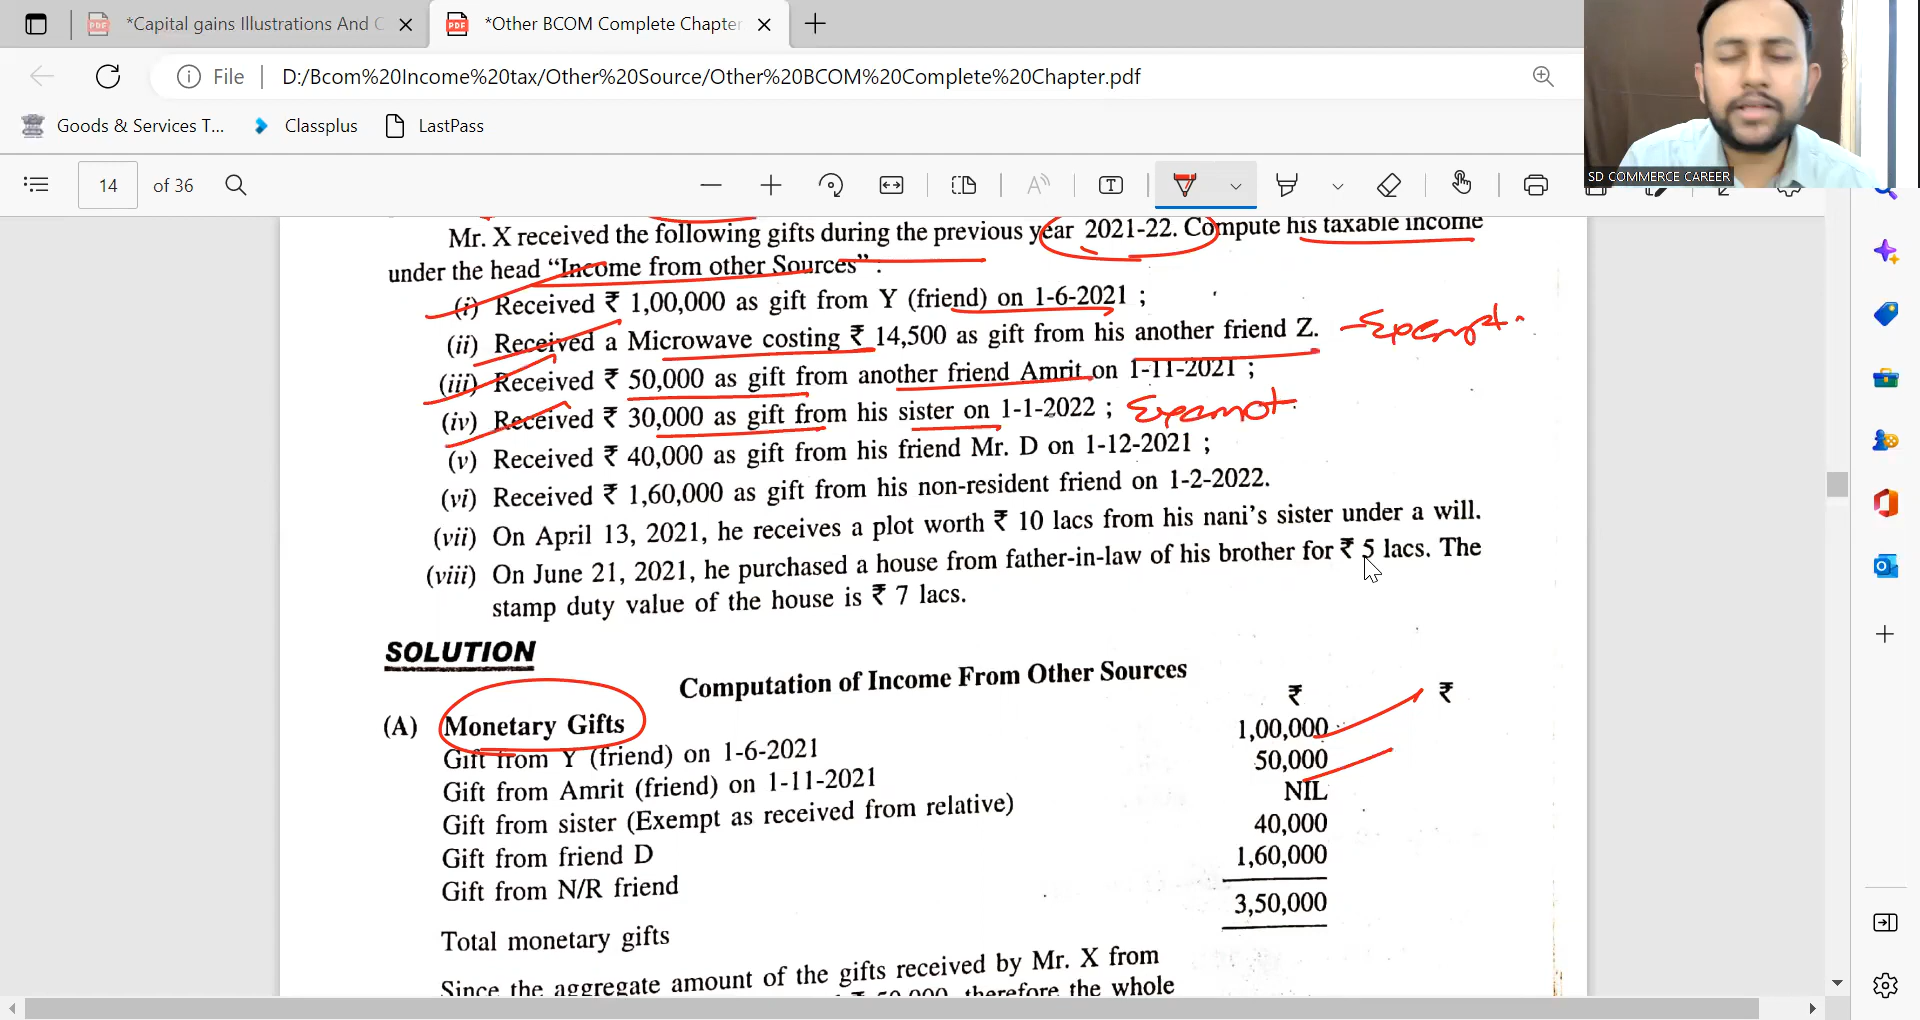 *Capital gains Illustrations And C
*Other BCOM Complete Chapter
File
D:/Bcom%20Income%20tax/Other%20Source/Other%20BCOM%20Complete%20Chapter.pdf
Goods & Services T...
Classplus
LastPass
SD COMMERCE CAREER
14 of 36
Mr. X received the following gifts during the previous year 2021-22. Compute his taxable income
under the head “Income from other Sources” :
(i) Received ₹ 1,00,000 as gift from Y (friend) on 1-6-2021 ;
(ii) Received a Microwave costing ₹ 14,500 as gift from his another friend Z. – Exempt.
(iii) Received ₹ 50,000 as gift from another friend Amrit on 1-11-2021 ;
(iv) Received ₹ 30,000 as gift from his sister on 1-1-2022 ; Exempt.
(v) Received ₹ 40,000 as gift from his friend Mr. D on 1-12-2021 ;
(vi) Received ₹ 1,60,000 as gift from his non-resident friend on 1-2-2022.
(vii) On April 13, 2021, he receives a plot worth ₹ 10 lacs from his nani’s sister under a will.
(viii) On June 21, 2021, he purchased a house from father-in-law of his brother for ₹ 5 lacs. The
stamp duty value of the house is ₹ 7 lacs.
SOLUTION
Computation of Income From Other Sources
₹ ₹
(A) Monetary Gifts
Gift from Y (friend) on 1-6-2021 1,00,000
Gift from Amrit (friend) on 1-11-2021 50,000
Gift from sister (Exempt as received from relative) NIL
Gift from friend D 40,000
Gift from N/R friend 1,60,000
Total monetary gifts 3,50,000
Since the aggregate amount of the gifts received by Mr. X from
therefore the whole